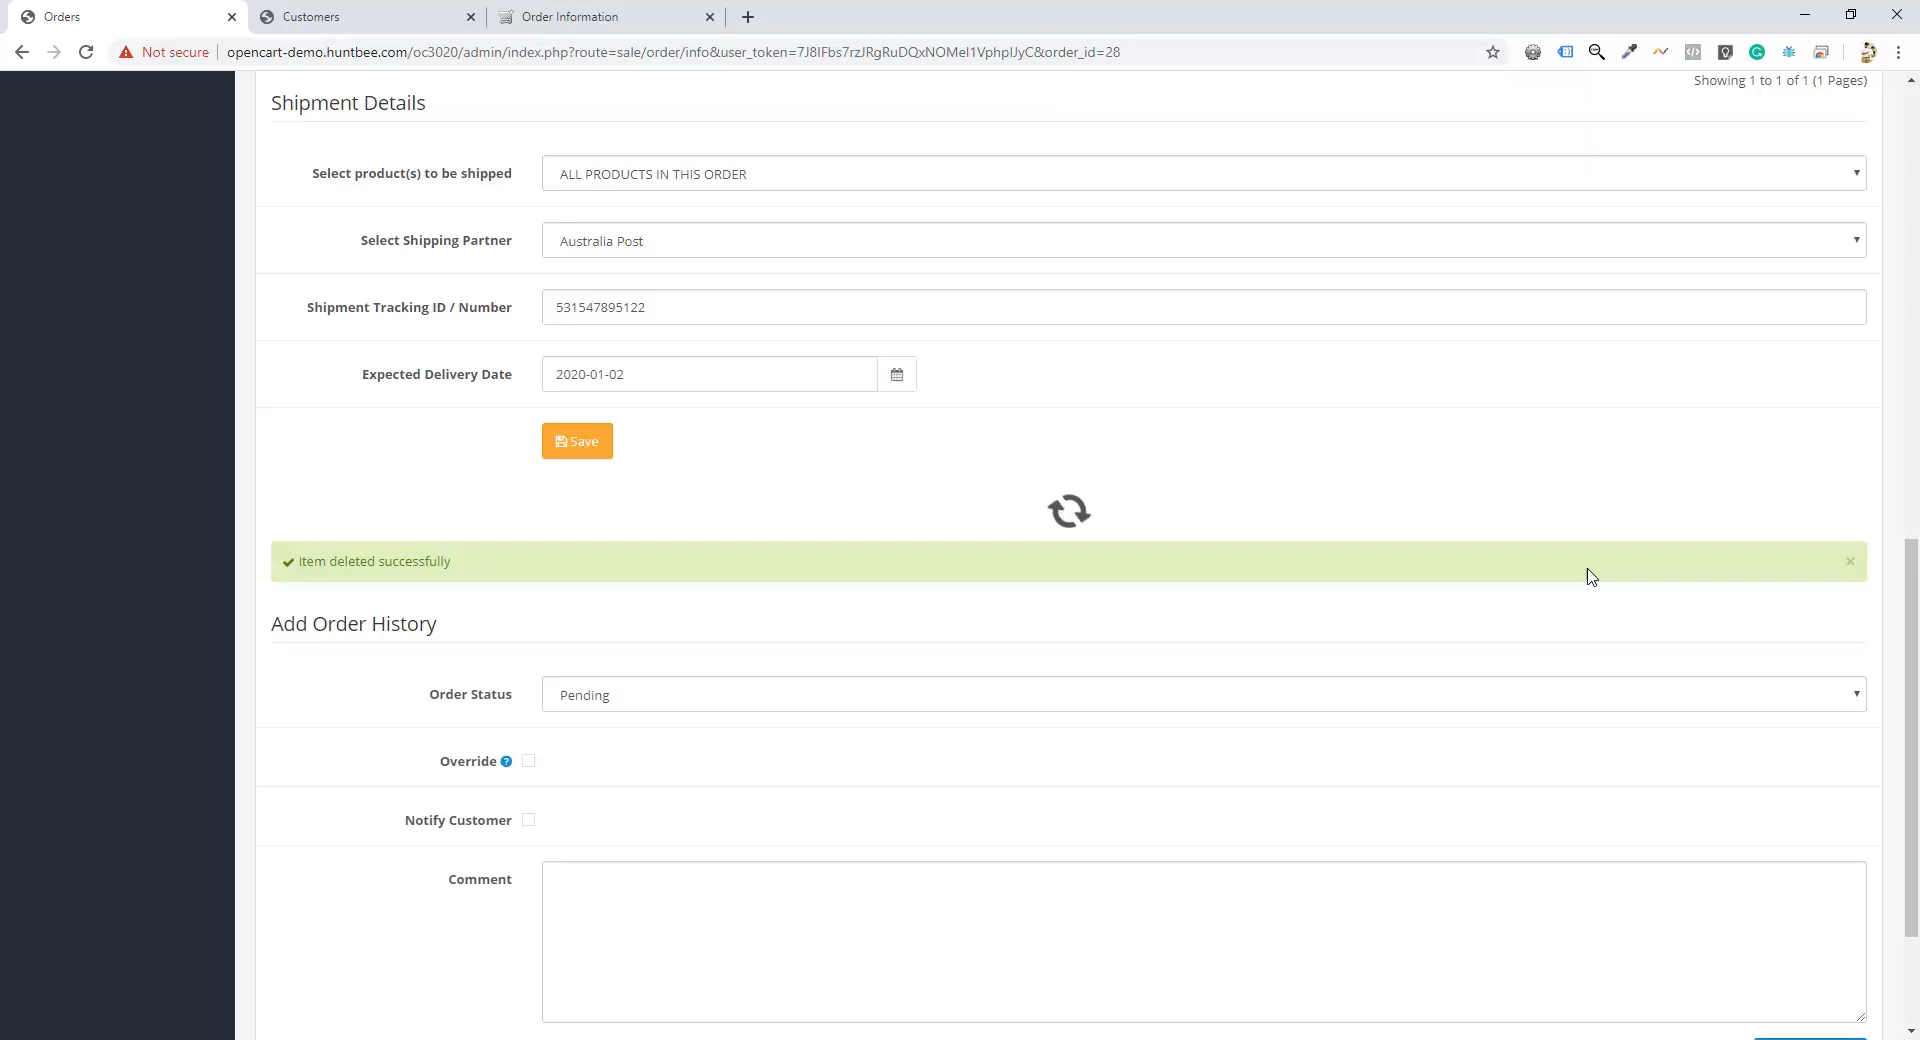 Orders
Customers
Order Information
Not secure
opencart-demo.huntbee.com/oc3020/admin/index.php?route=sale/order/info&user_token=7J8IFbs7rzJRgRuDQxNOMeI1VphpIJyC&order_id=28
Showing 1 to 1 of 1 (1 Pages)
Shipment Details
Select product(s) to be shipped
ALL PRODUCTS IN THIS ORDER
Select Shipping Partner
Australia Post
Shipment Tracking ID / Number
531547895122
Expected Delivery Date
2020-01-02
Save
Item deleted successfully
Add Order History
Order Status
Pending
Override
Notify Customer
Comment